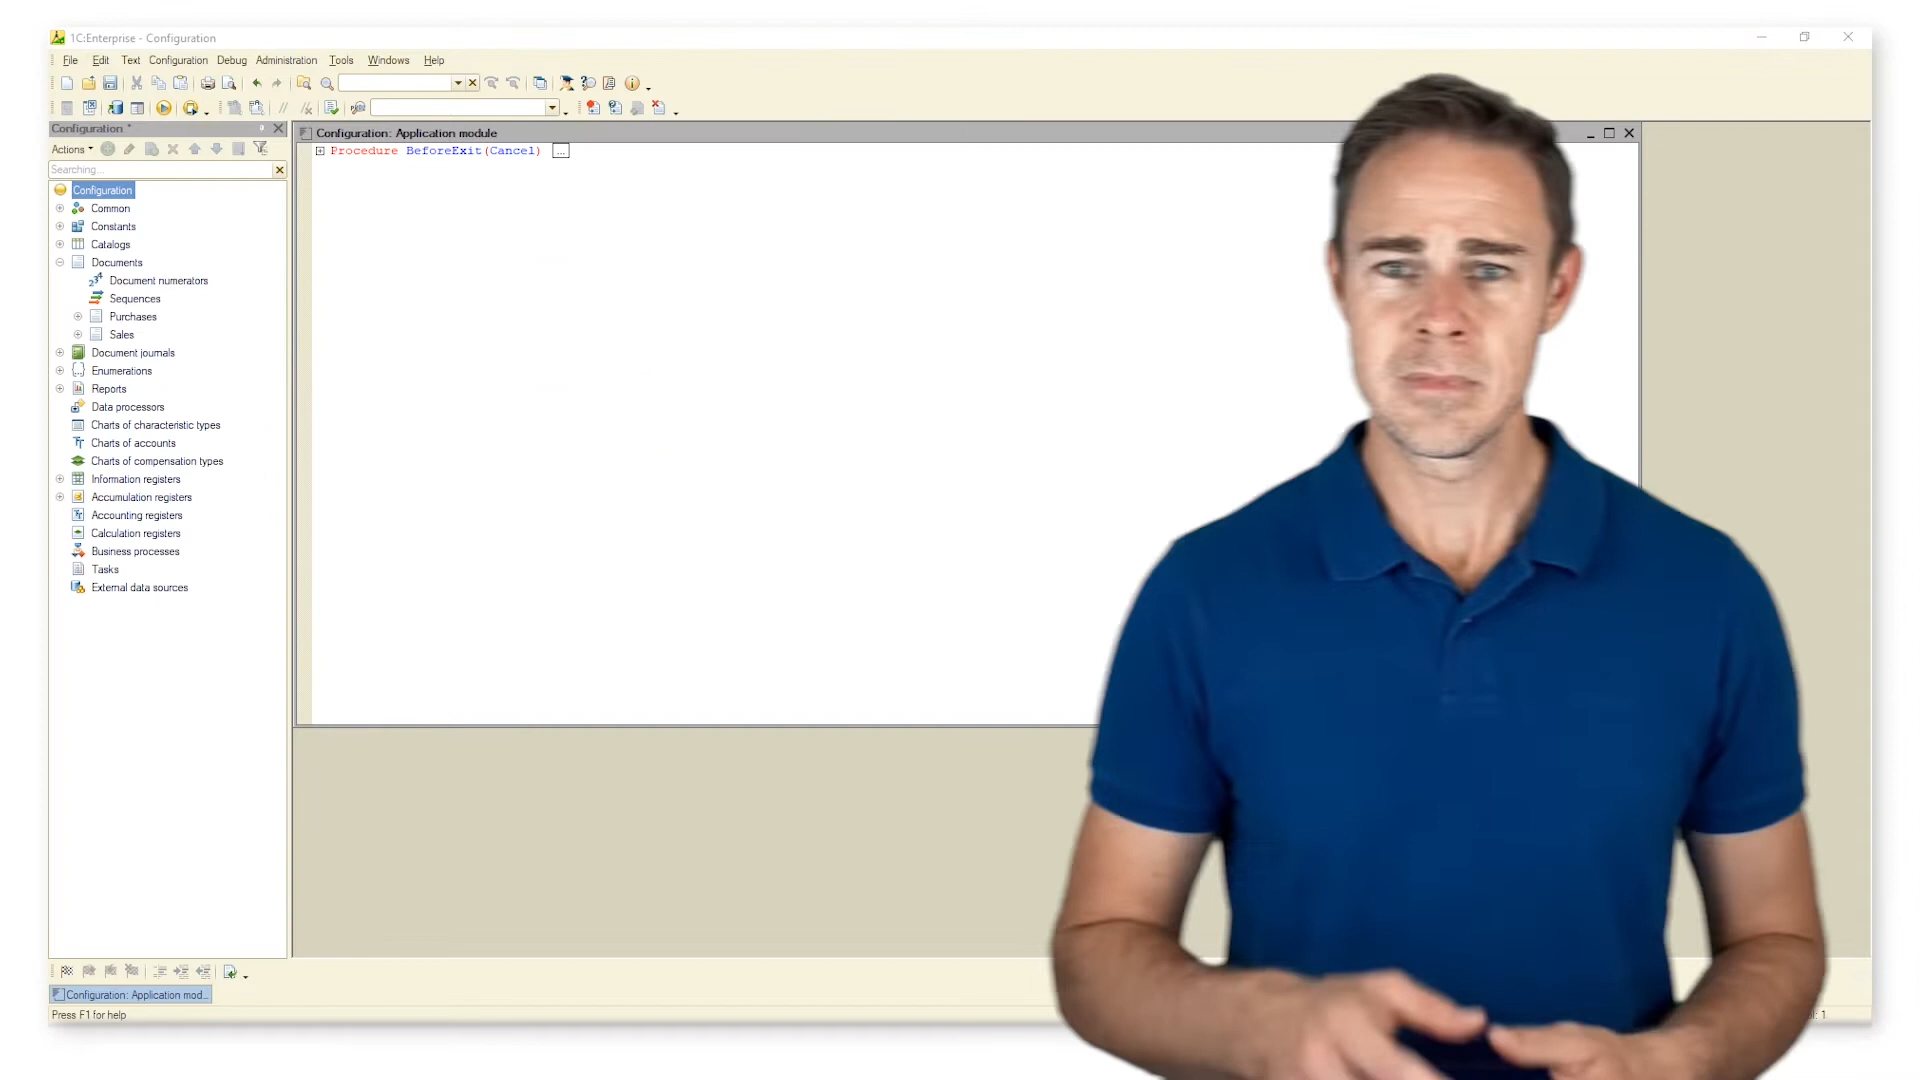 1C:Enterprise - Configuration
File Edit Text Configuration Debug Administration Tools Windows Help
Configuration *
Actions
Searching...
Configuration
Common
Constants
Catalogs
Documents
Document numerators
Sequences
Purchases
Sales
Document journals
Enumerations
Reports
Data processors
Charts of characteristic types
Charts of accounts
Charts of compensation types
Information registers
Accumulation registers
Accounting registers
Calculation registers
Business processes
Tasks
External data sources
Configuration: Application module
Procedure BeforeExit(Cancel) ...
Configuration: Application mod...
Press F1 for help